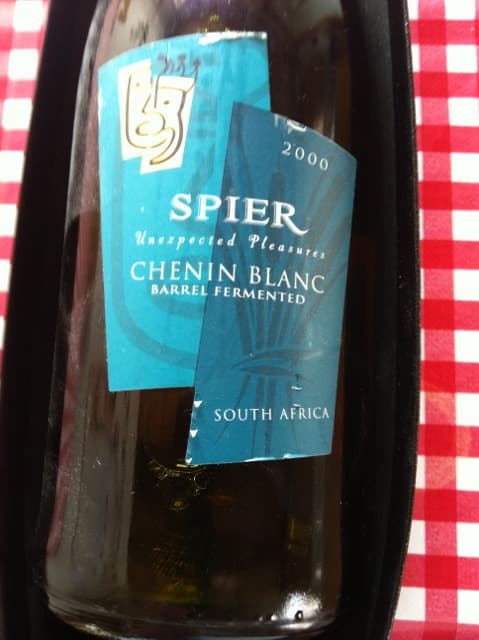 2000
SPIER
Unexpected Pleasures
CHENIN BLANC
BARREL FERMENTED
SOUTH AFRICA